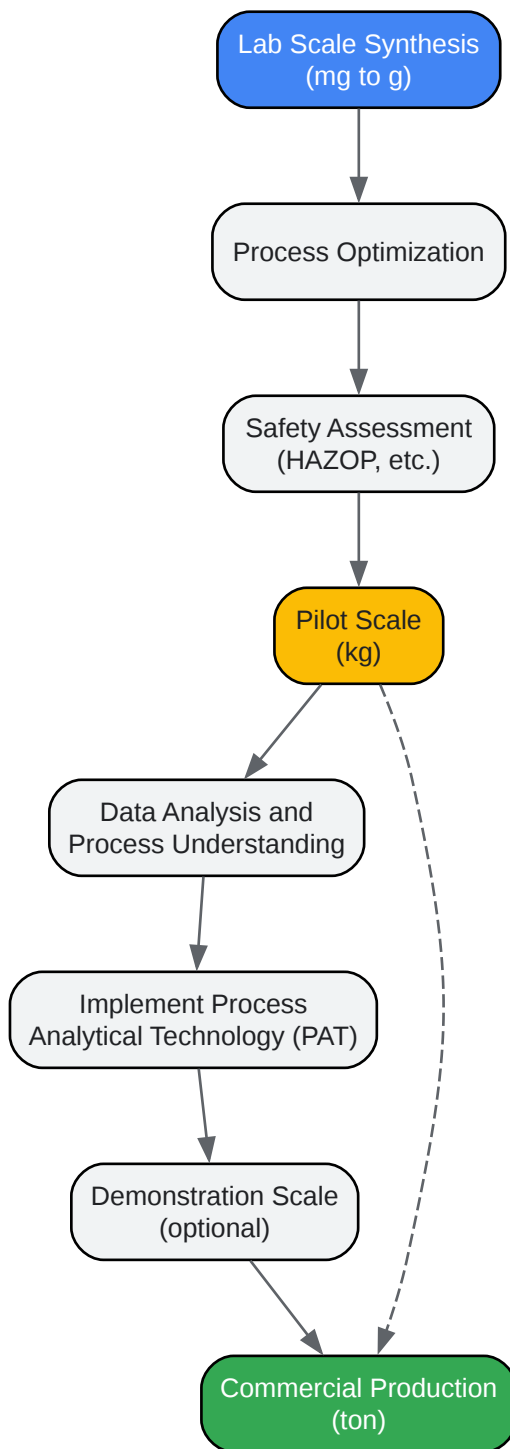 Lab Scale Synthesis
(mg to g)
Process Optimization
Safety Assessment
(HAZOP, etc.)
Pilot Scale
(kg)
Data Analysis and
Process Understanding
Implement Process
Analytical Technology (PAT)
Demonstration Scale
(optional)
Commercial Production
(ton)